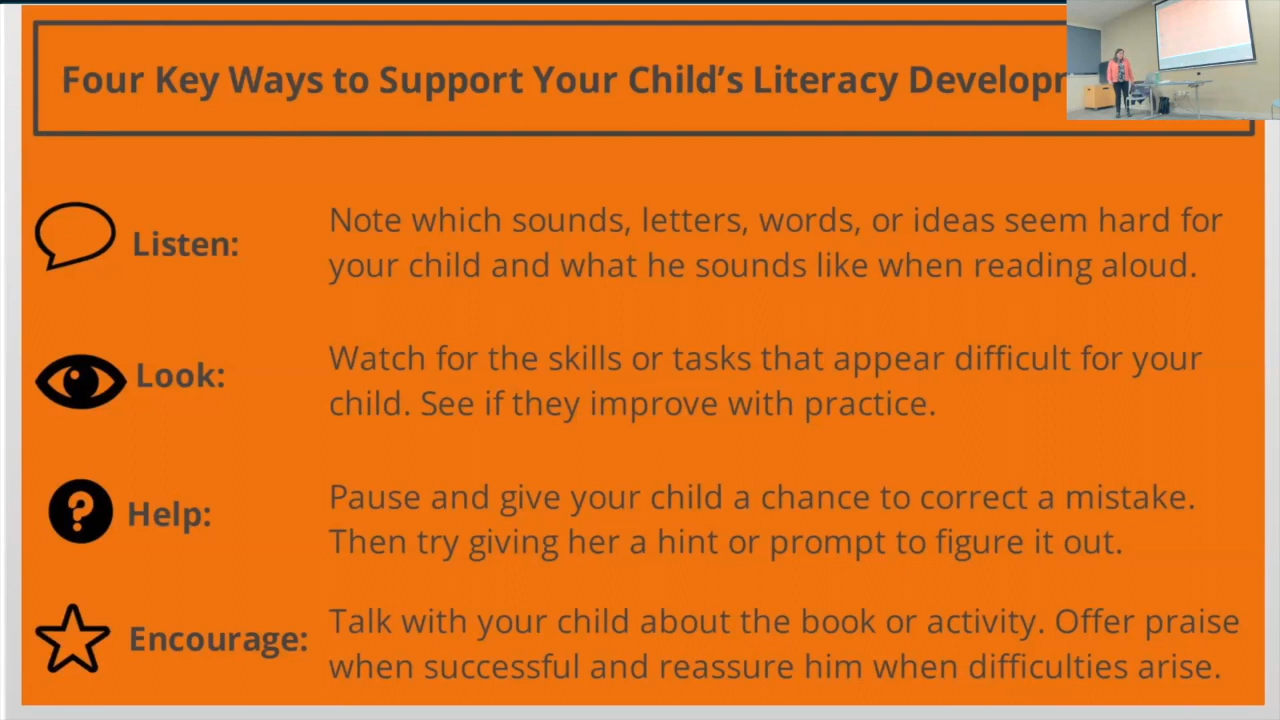 Four Key Ways to Support Your Child's Literacy
Listen:
Note which sounds, letters, words, or ideas seem hard for
your child and what he sounds like when reading aloud.
Look:
Watch for the skills or tasks that appear difficult for your
child. See if they improve with practice.
Help:
Pause and give your child a chance to correct a mistake.
Then try giving her a hint or prompt to figure it out.
Encourage:
Talk with your child about the book or activity. Offer praise
when successful and reassure him when difficulties arise.